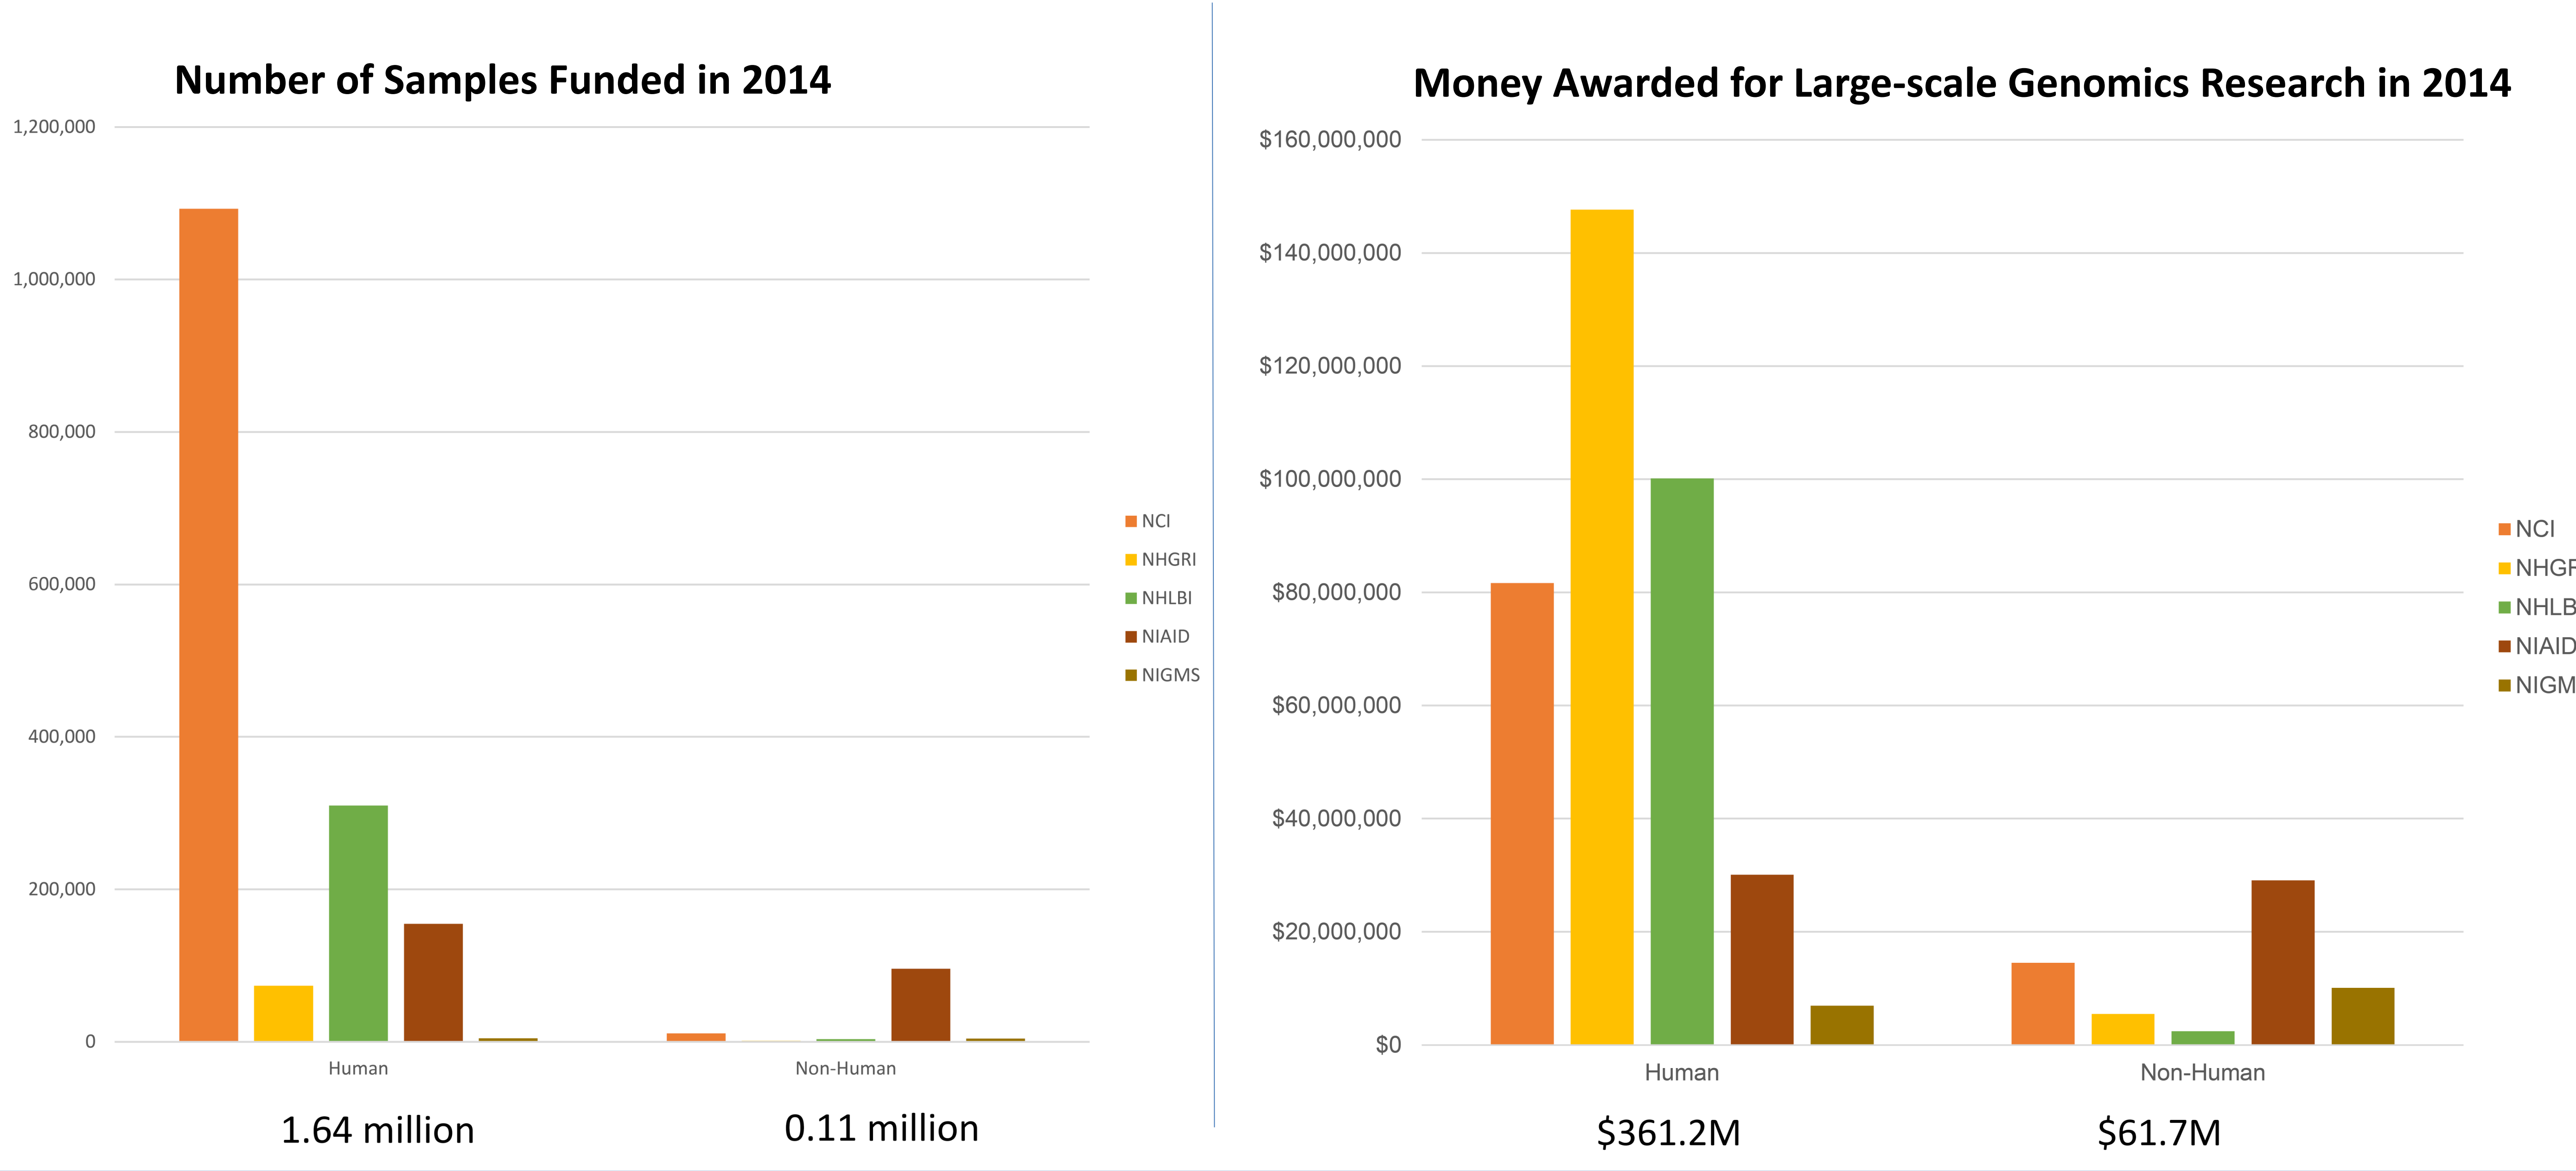 Number of Samples Funded in 2014
1,200,000
1,000,000
800,000
600,000
400,000
200,000
0
Human
Non-Human
NCI
NHGRI
NHLBI
NIAID
NIGMS
1.64 million
0.11 million
Money Awarded for Large-scale Genomics Research in 2014
$160,000,000
$140,000,000
$120,000,000
$100,000,000
$80,000,000
$60,000,000
$40,000,000
$20,000,000
$0
Human
Non-Human
NCI
NHGR
NHLB
NIAID
NIGM
$361.2M
$61.7M